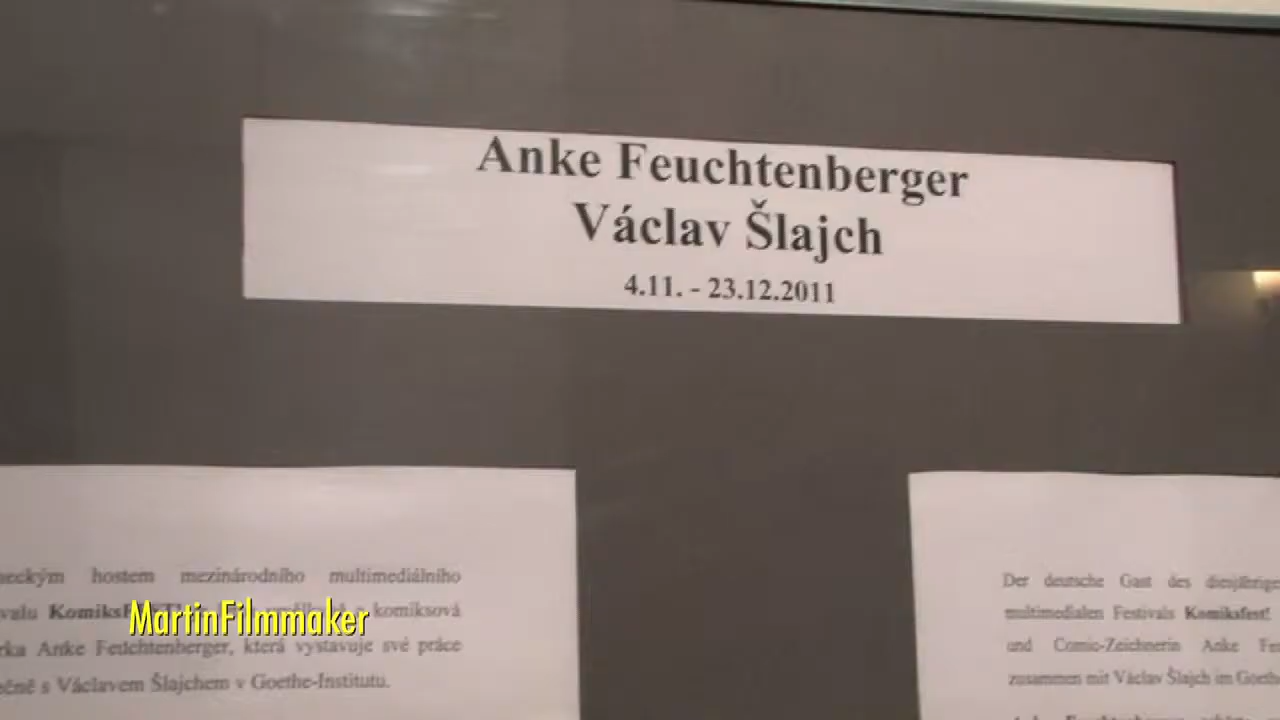 Anke Feuchtenberger
Václav Šlajch
4.11. - 23.12.2011
hostem mezinárodního multimediálního
komiksová
Anke Feuchtenberger, která vystavuje své práce
s Václavem Šlajchem v Goethe-Institutu.
MartinFilmmaker
Der deutsche Gast des
multimedialen Festivals Komiksfest!
und Comic-Zeichnerin Anke
zusammen mit Václav Šlajch im